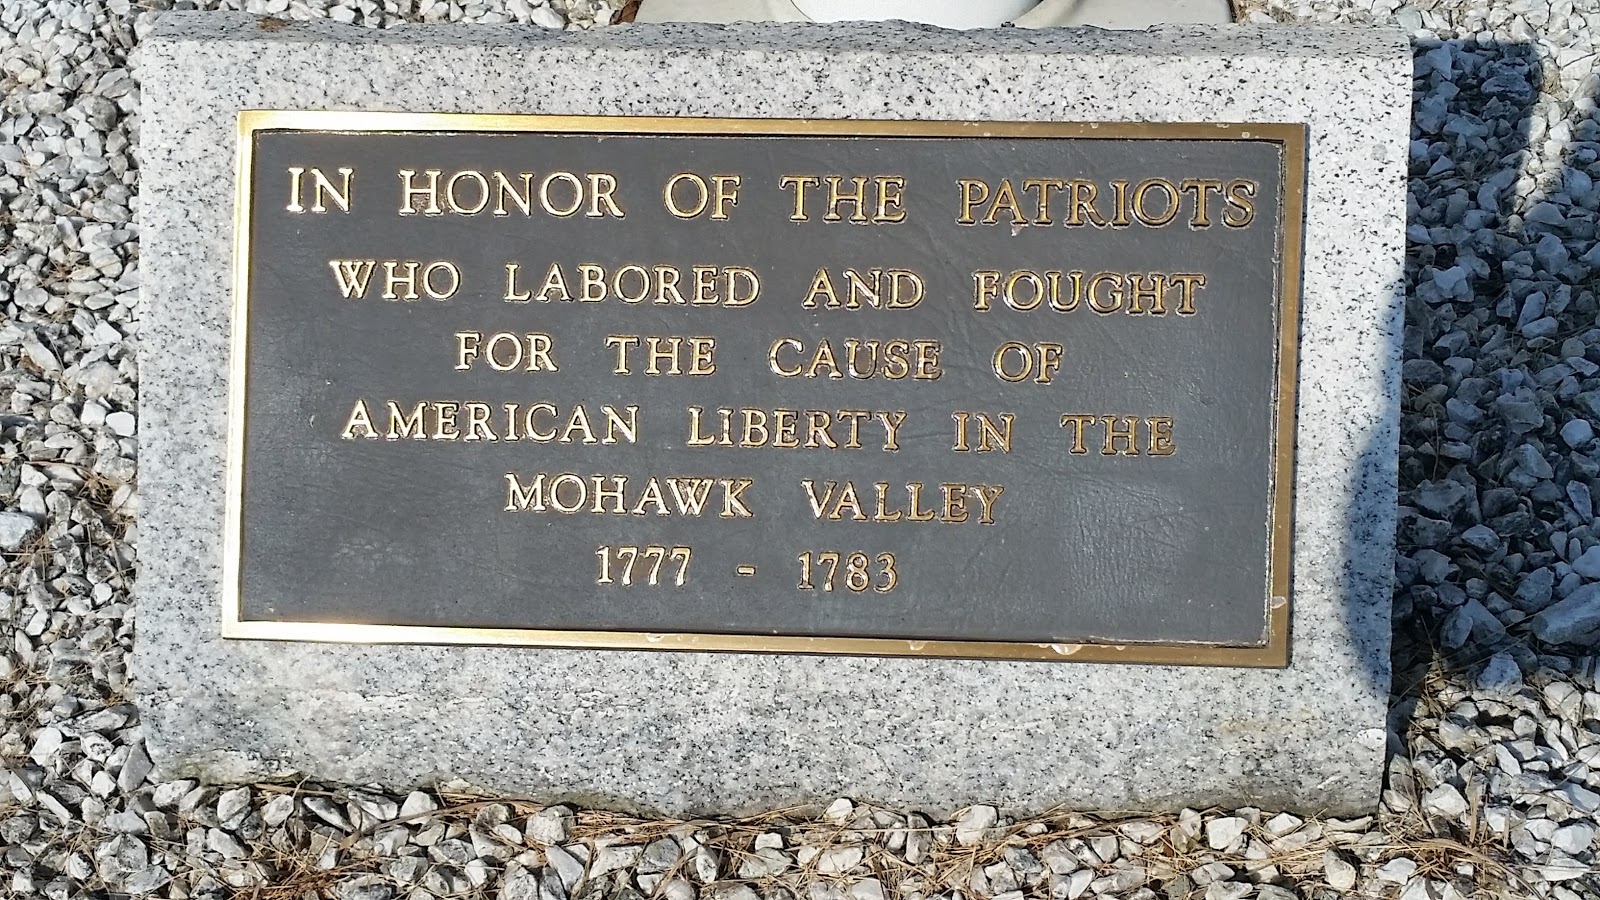 IN HONOR OF THE PATRIOTS
WHO LABORED AND FOUGHT
FOR THE CAUSE OF
AMERICAN LIBERTY IN THE
MOHAWK VALLEY
1777 - 1783